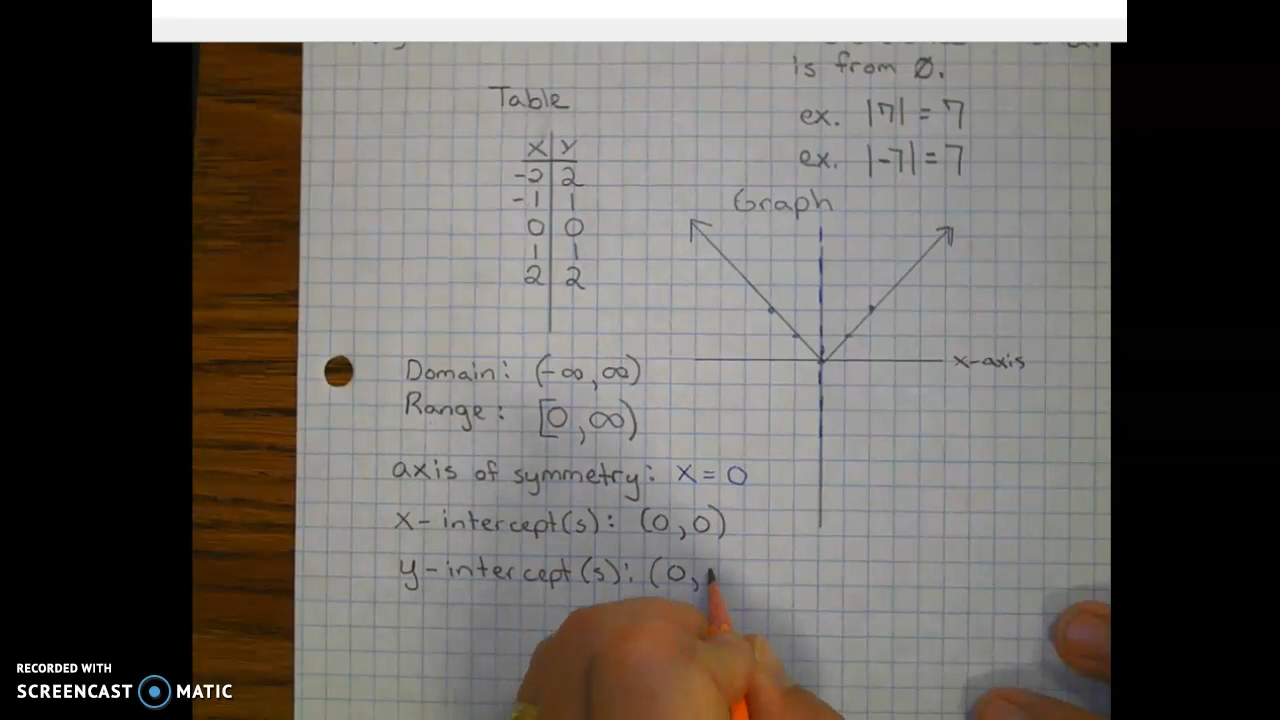 is from 0.
ex. |7| = 7
ex. |-7| = 7
Table
x y
-2 2
-1 1
0 0
1 1
2 2
Graph
x-axis
Domain: (-∞, ∞)
Range: [0, ∞)
axis of symmetry: x = 0
x-intercept(s): (0,0)
y-intercept(s): (0,
RECORDED WITH
SCREENCAST MATIC